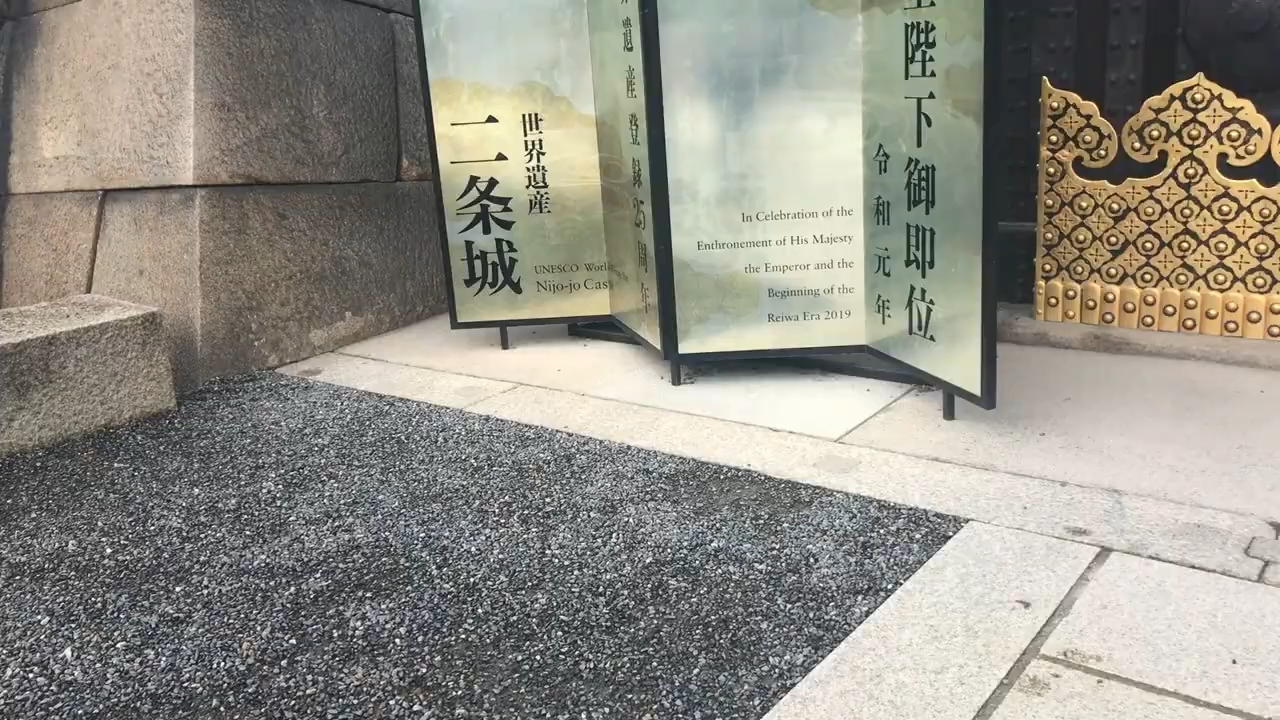 世界遺産
二条城
UNESCO World
Nijo-jo Cas
遺産登録25周年
In Celebration of the
Enthronement of His Majesty
the Emperor and the
Beginning of the
Reiwa Era 2019
陛下御即位
令和元年